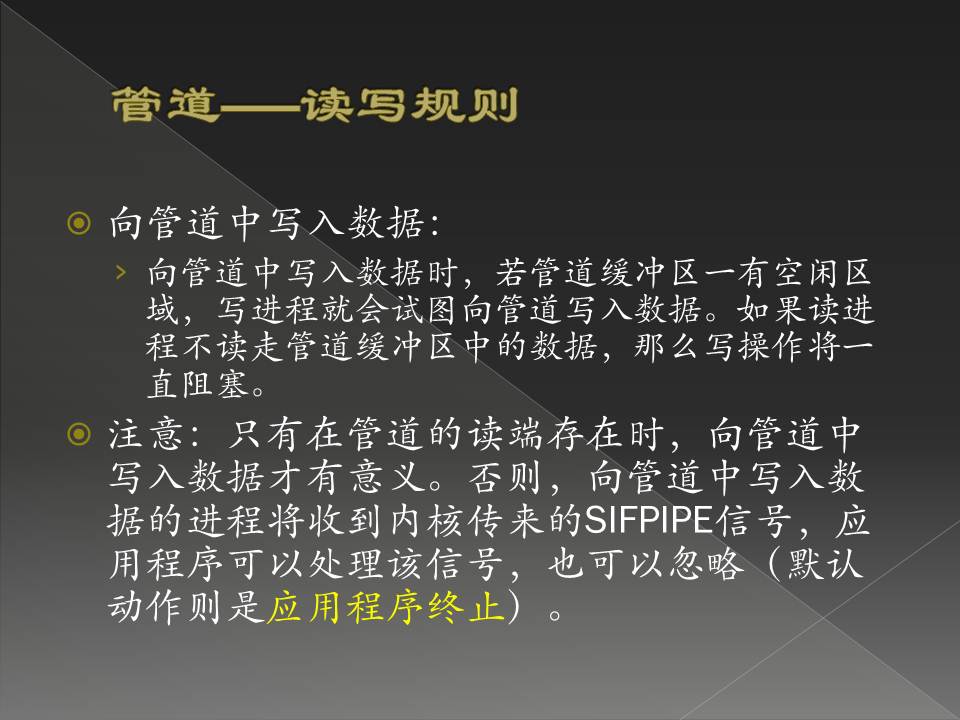 管道——读写规则
向管道中写入数据：
向管道中写入数据时，若管道缓冲区一有空闲区
域，写进程就会试图向管道写入数据。如果读进
程不读走管道缓冲区中的数据，那么写操作将一
直阻塞。
注意：只有在管道的读端存在时，向管道中
写入数据才有意义。否则，向管道中写入数
据的进程将收到内核传来的SIFPIPE信号，应
用程序可以处理该信号，也可以忽略（默认
动作则是应用程序终止）。